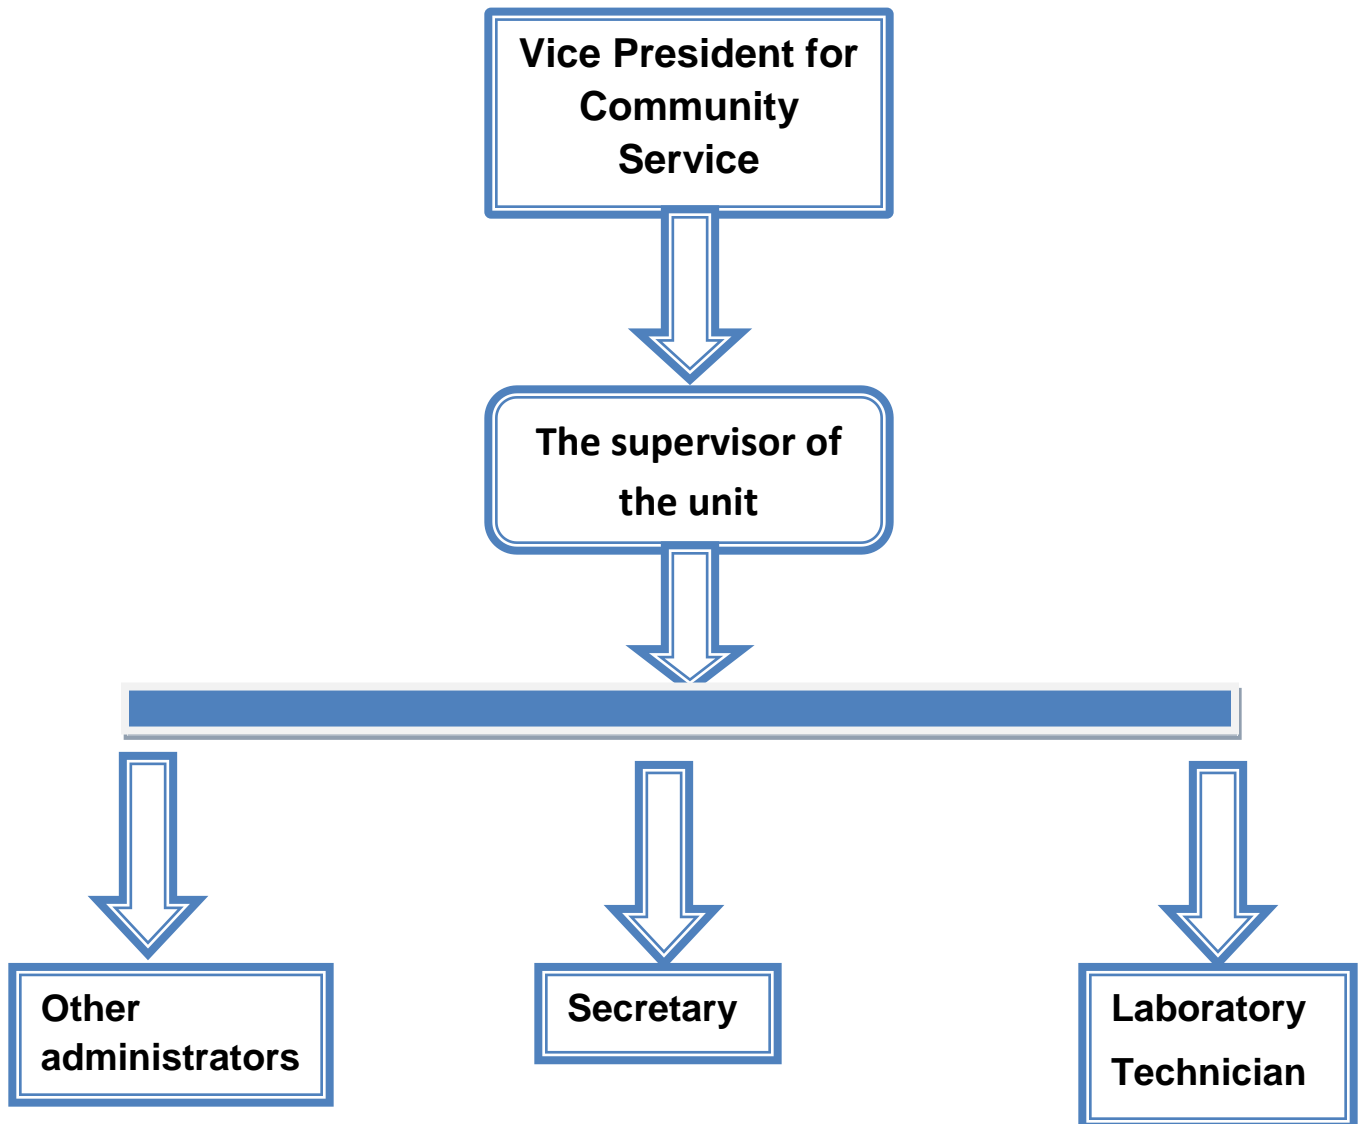 Vice President for
Community
Service
The supervisor of
the unit
Other
administrators
Secretary
Laboratory
Technician